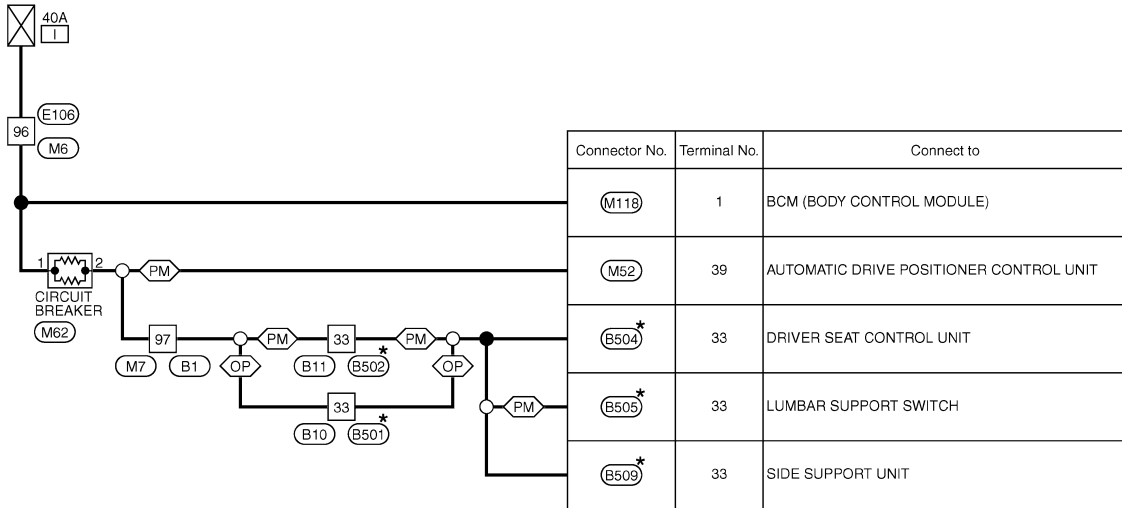 40A
I
E106
96
M6
Connector No. Terminal No. Connect to
M118 1 BCM (BODY CONTROL MODULE)
1 2 PM
M52 39 AUTOMATIC DRIVE POSITIONER CONTROL UNIT
CIRCUIT
BREAKER
M62
97 PM 33 PM
M7 B1 OP B11 B502* OP
B504* 33 DRIVER SEAT CONTROL UNIT
33 PM
B505* 33 LUMBAR SUPPORT SWITCH
B10 B501*
B509* 33 SIDE SUPPORT UNIT